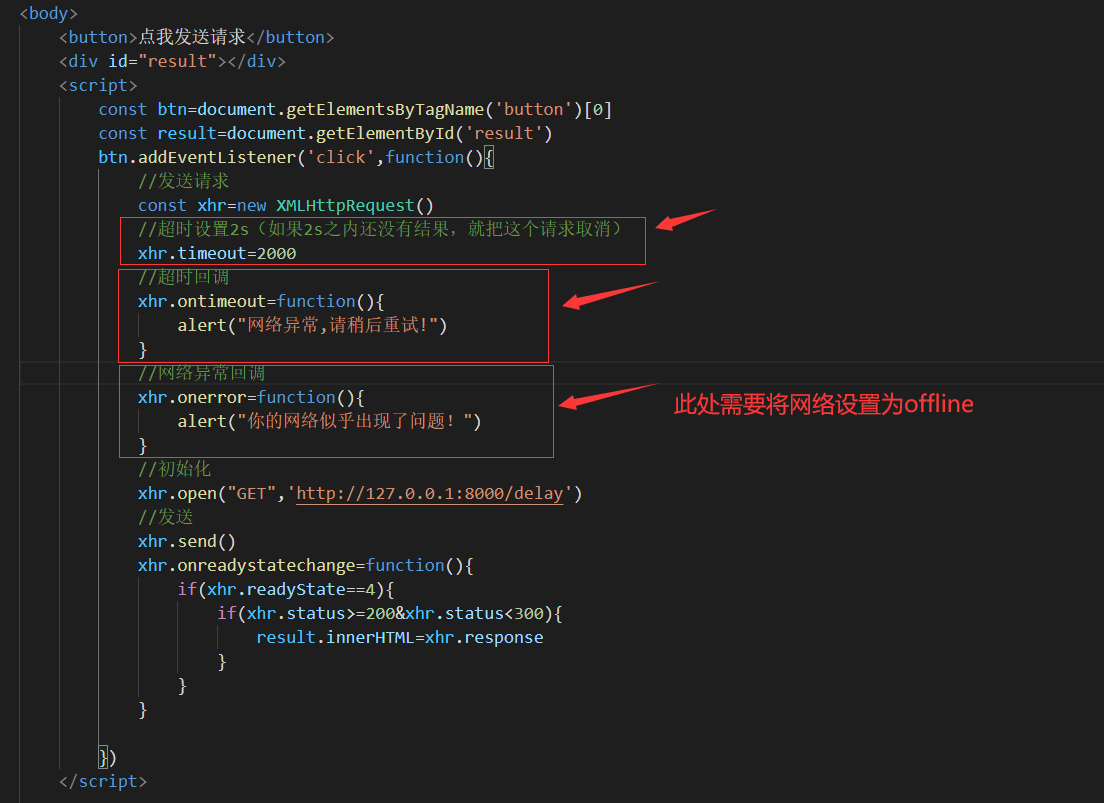 <body>
<button>点我发送请求</button>
<div id="result"></div>
<script>
const btn=document.getElementsByTagName('button')[0]
const result=document.getElementById('result')
btn.addEventListener('click',function(){
//发送请求
const xhr=new XMLHttpRequest()
//超时设置2s（如果2s之内还没有结果，就把这个请求取消）
xhr.timeout=2000
//超时回调
xhr.ontimeout=function(){
alert("网络异常,请稍后重试!")
}
//网络异常回调
xhr.onerror=function(){
alert("你的网络似乎出现了问题！")
}
此处需要将网络设置为offline
//初始化
xhr.open("GET",'http://127.0.0.1:8000/delay')
//发送
xhr.send()
xhr.onreadystatechange=function(){
if(xhr.readyState==4){
if(xhr.status>=200&xhr.status<300){
result.innerHTML=xhr.response
}
}
}
})
</script>